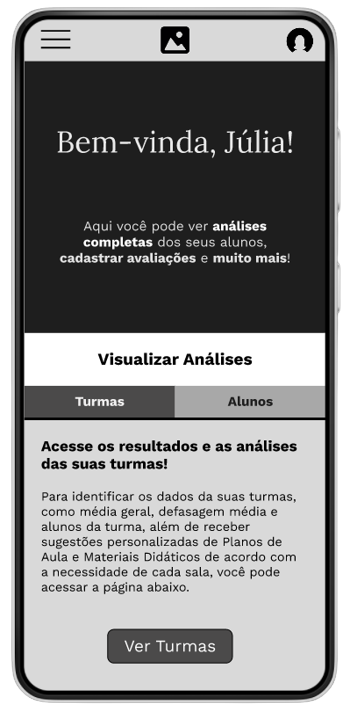 Bem-vinda, Júlia!
Aqui você pode ver análises
completas dos seus alunos,
cadastrar avaliações e muito mais!
Visualizar Análises
Turmas
Alunos
Acesse os resultados e as análises
das suas turmas!
Para identificar os dados da suas turmas,
como média geral, defasagem média e
alunos da turma, além de receber
sugestões personalizadas de Planos de
Aula e Materiais Didáticos de acordo com
a necessidade de cada sala, você pode
acessar a página abaixo.
Ver Turmas